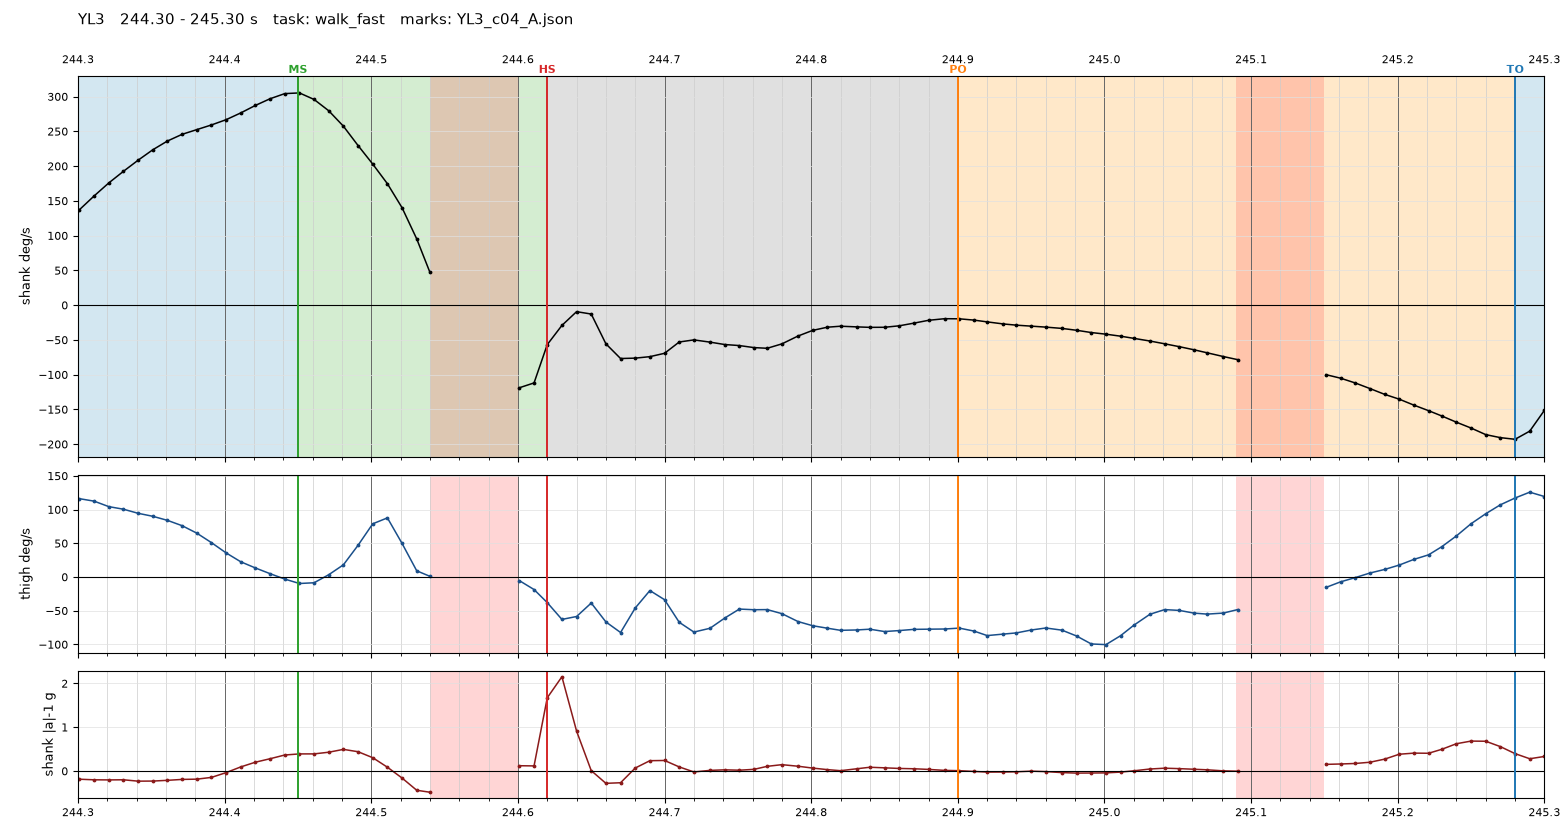 YL3   244.30 - 245.30 s   task: walk_fast   marks: YL3_c04_A.json
244.3 244.4 244.5 244.6 244.7 244.8 244.9 245.0 245.1 245.2 245.3
MS HS PO TO
shank deg/s
300
250
200
150
100
50
0
−50
−100
−150
−200
thigh deg/s
150
100
50
0
−50
−100
shank |a|-1 g
2
1
0
244.3 244.4 244.5 244.6 244.7 244.8 244.9 245.0 245.1 245.2 245.3